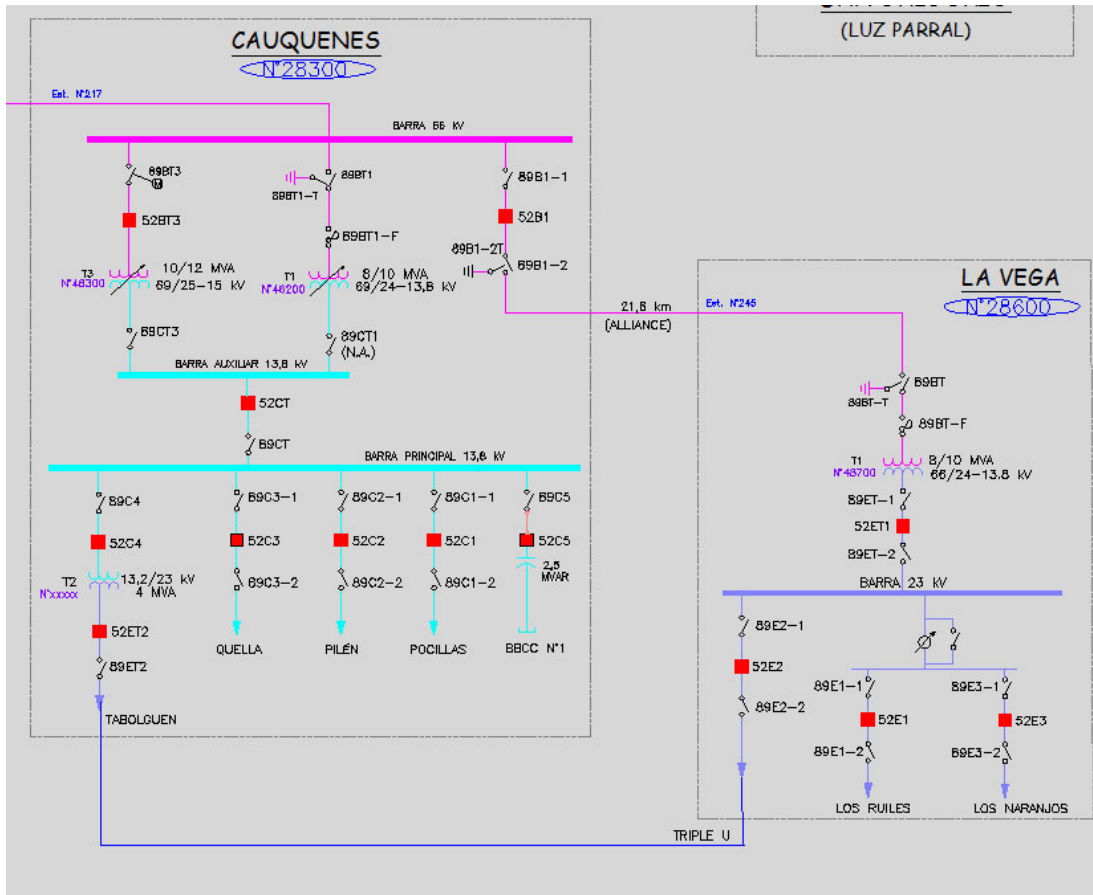 (LUZ PARRAL)
CAUQUENES
N°28300
Est. N°217
BARRA 66 kV
89BT3
M
89BT1
89BT1-T
89B1-1
52BT3
52B1
89BT1-F
89B1-2T
89B1-2
T3
N°48300
10/12 MVA
69/25-15 kV
T1
N°46200
8/10 MVA
69/24-13,8 kV
LA VEGA
N°28600
21,6 km
(ALLIANCE)
Est. N°245
89CT3
89CT1
(N.A.)
BARRA AUXILIAR 13,8 kV
89BT
89BT-T
89BT-F
52CT
89CT
BARRA PRINCIPAL 13,8 kV
T1
N°48700
8/10 MVA
66/24-13.8 kV
89C4
89C3-1
89C2-1
89C1-1
89C5
89ET-1
52ET1
89ET-2
52C4
52C3
52C2
52C1
52C5
T2
N°xxxxx
13,2/23 kV
4 MVA
89C3-2
89C2-2
89C1-2
2,5
MVAR
BARRA 23 kV
52ET2
89ET2
QUELLA
PILÉN
POCILLAS
BBCC N°1
89E2-1
52E2
89E2-2
89E1-1
89E3-1
52E1
52E3
89E1-2
89E3-2
TABOLGUEN
LOS RUILES
LOS NARANJOS
TRIPLE U